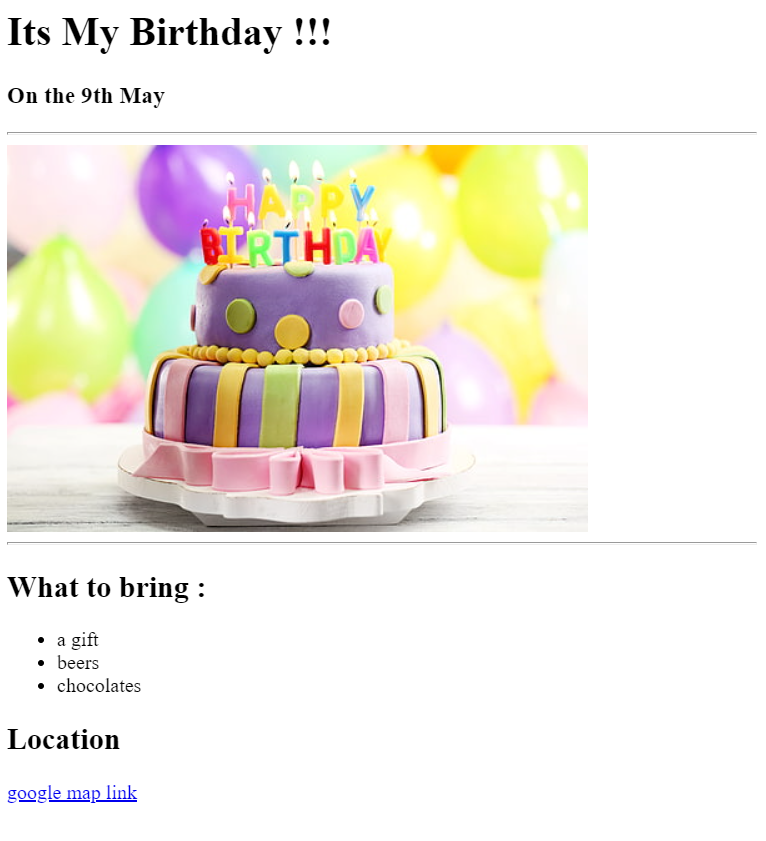 Its My Birthday !!!
On the 9th May
HAPPY
BIRTHDAY
What to bring :
a gift
beers
chocolates
Location
google map link